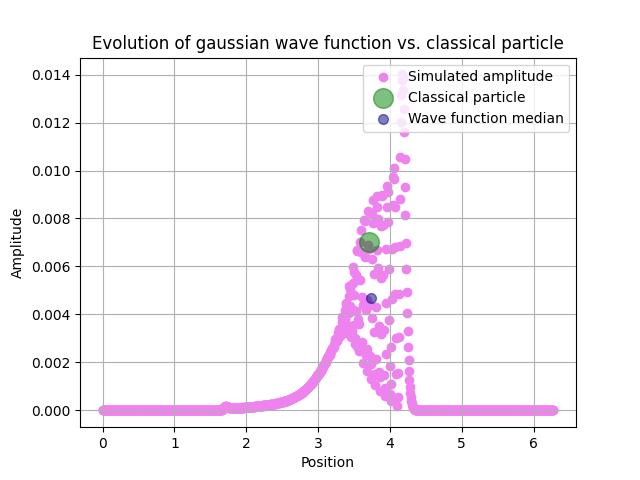 Evolution of gaussian wave function vs. classical particle
Simulated amplitude
Classical particle
Wave function median
0.014
0.012
0.010
0.008
0.006
0.004
0.002
0.000
Amplitude
0 1 2 3 4 5 6
Position